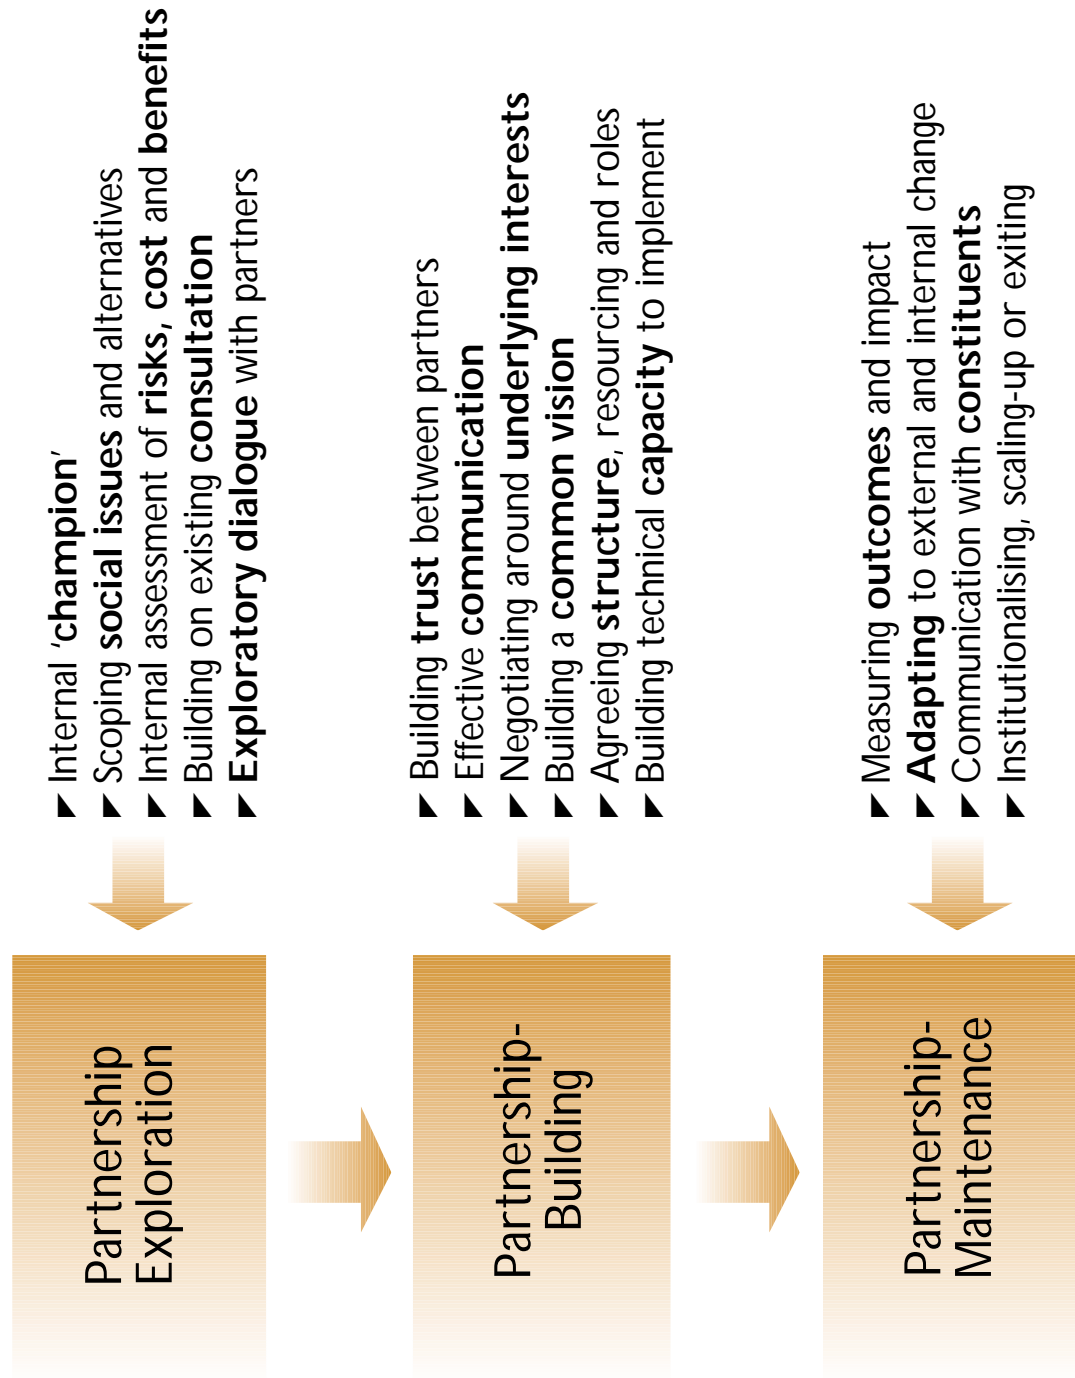 Partnership
Exploration
Internal ‘champion’
Scoping social issues and alternatives
Internal assessment of risks, cost and benefits
Building on existing consultation
Exploratory dialogue with partners
Partnership-
Building
Building trust between partners
Effective communication
Negotiating around underlying interests
Building a common vision
Agreeing structure, resourcing and roles
Building technical capacity to implement
Partnership-
Maintenance
Measuring outcomes and impact
Adapting to external and internal change
Communication with constituents
Institutionalising, scaling-up or exiting